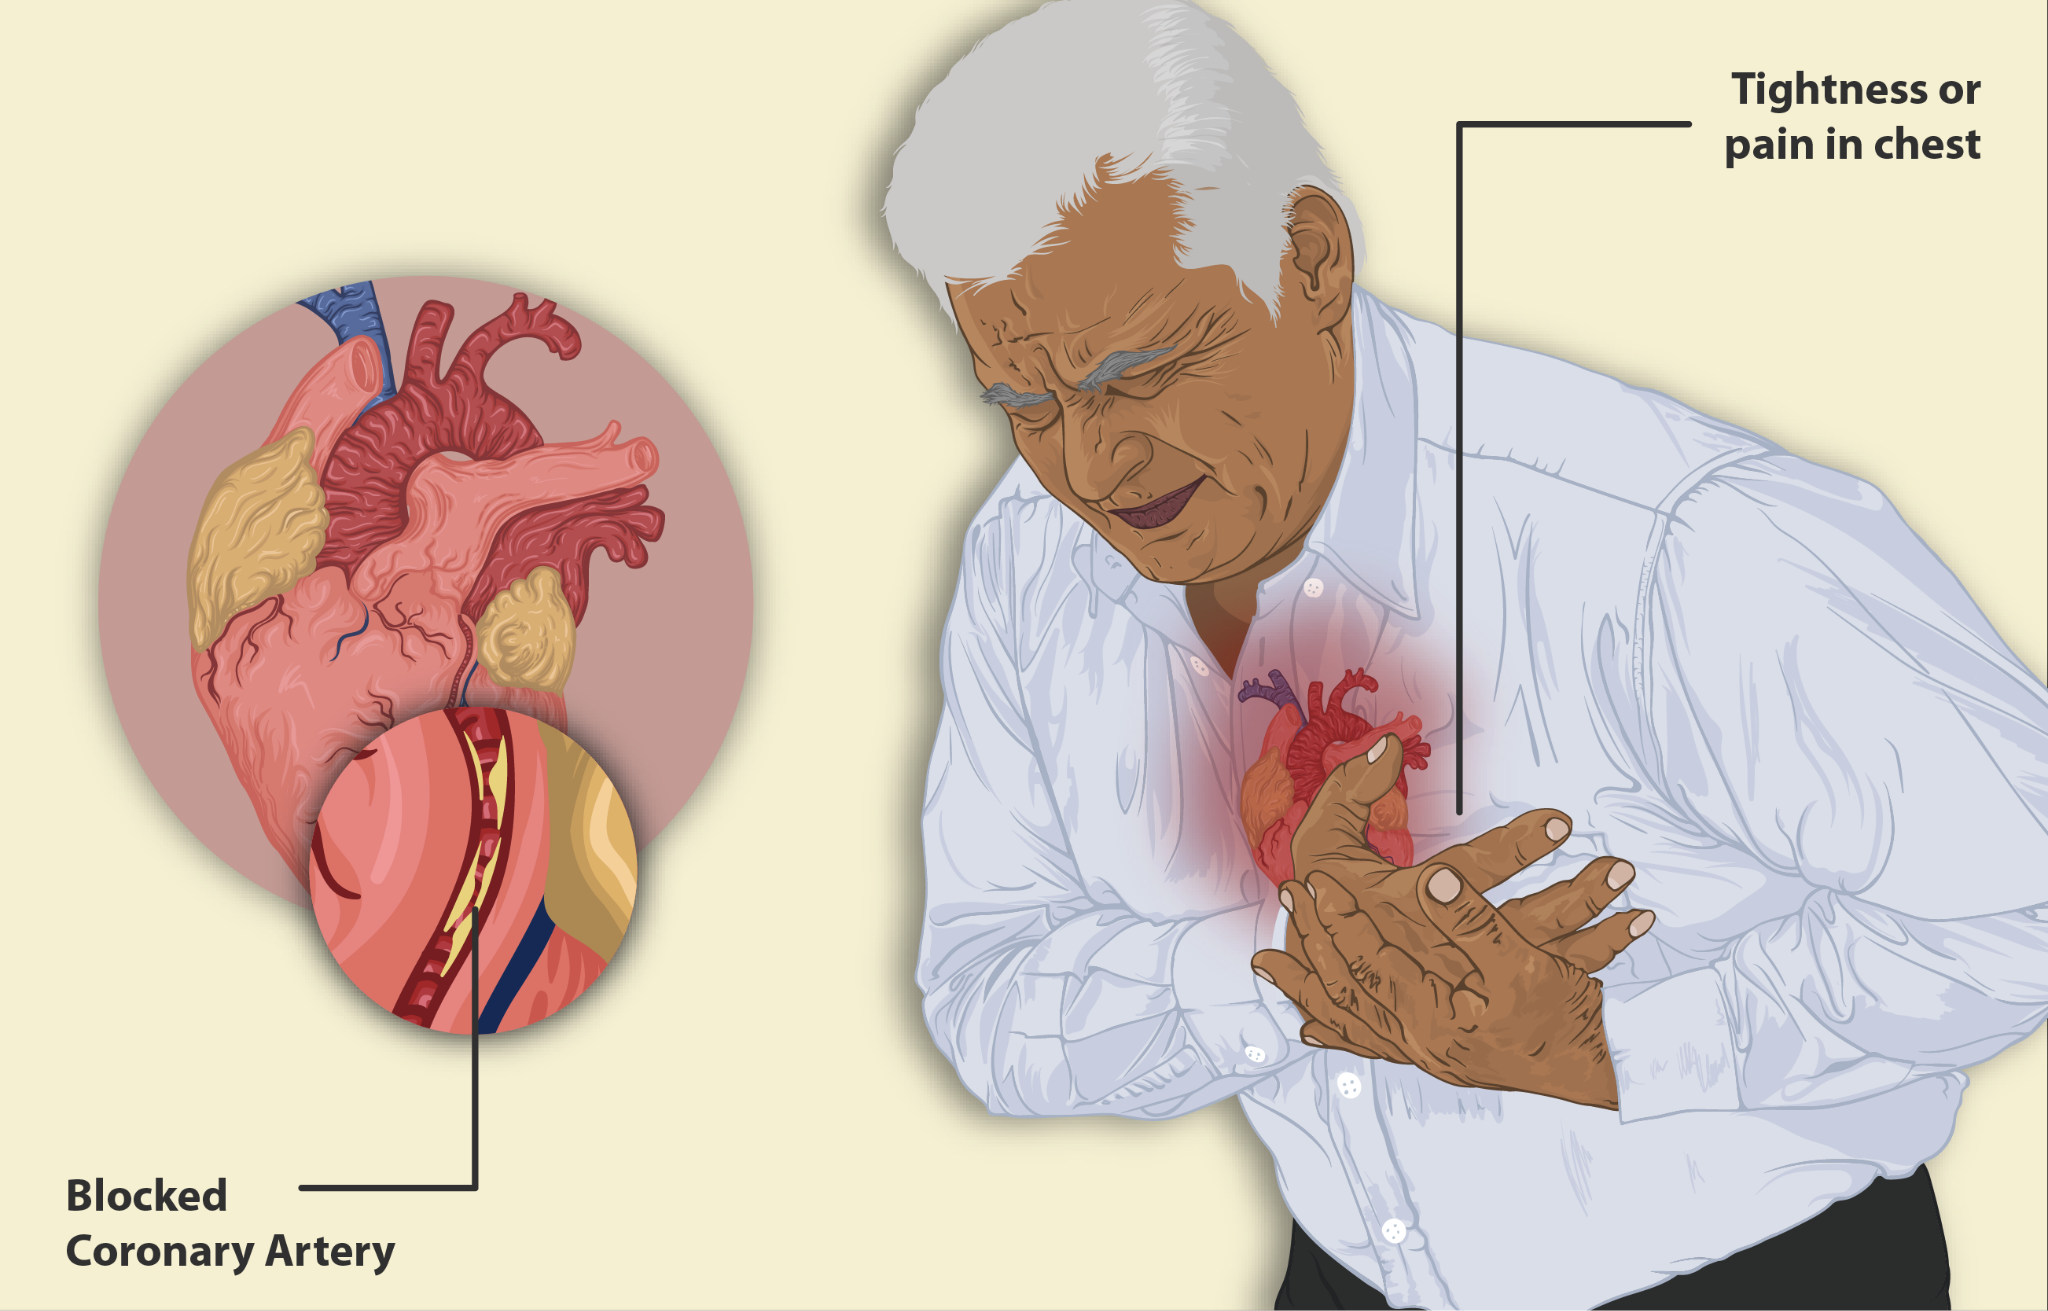 Tightness or
pain in chest
Blocked
Coronary Artery